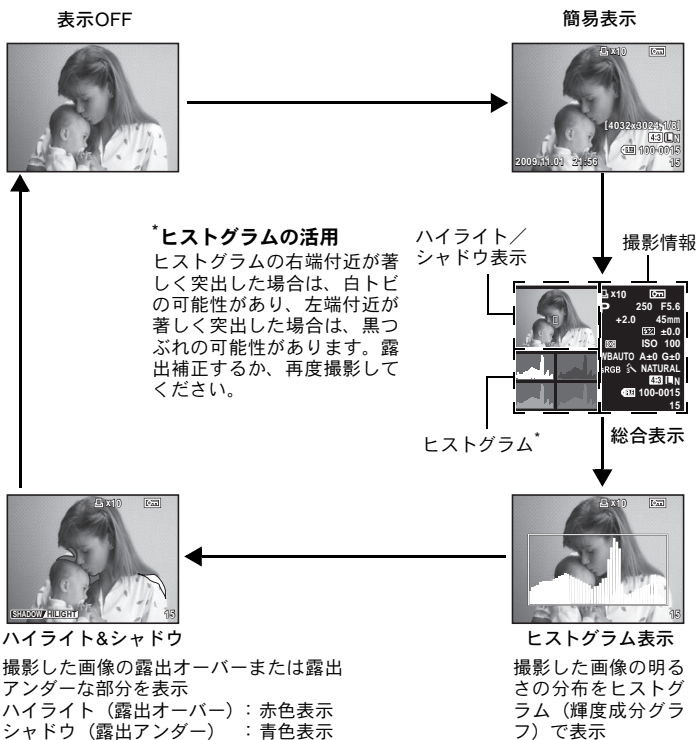 表示OFF
簡易表示
凸 x10
[4032x3024,1/8]
4:3 L N
100-0015
2009.11.01 21:56
15
*ヒストグラムの活用
ヒストグラムの右端付近が著
しく突出した場合は、白トビ
の可能性があり、左端付近が
著しく突出した場合は、黒つ
ぶれの可能性があります。露
出補正するか、再度撮影して
ください。
ハイライト／
シャドウ表示
撮影情報
x10
P 250 F5.6
+2.0 45mm
±0.0
ISO 100
WBAUTO A±0 G±0
sRGB NATURAL
4:3 L N
100-0015
15
ヒストグラム*
総合表示
x10
SHADOW/HILIGHT
15
ハイライト&シャドウ
撮影した画像の露出オーバーまたは露出
アンダーな部分を表示
ハイライト（露出オーバー）：赤色表示
シャドウ（露出アンダー）：青色表示
x10
15
ヒストグラム表示
撮影した画像の明る
さの分布をヒストグ
ラム（輝度成分グラ
フ）で表示